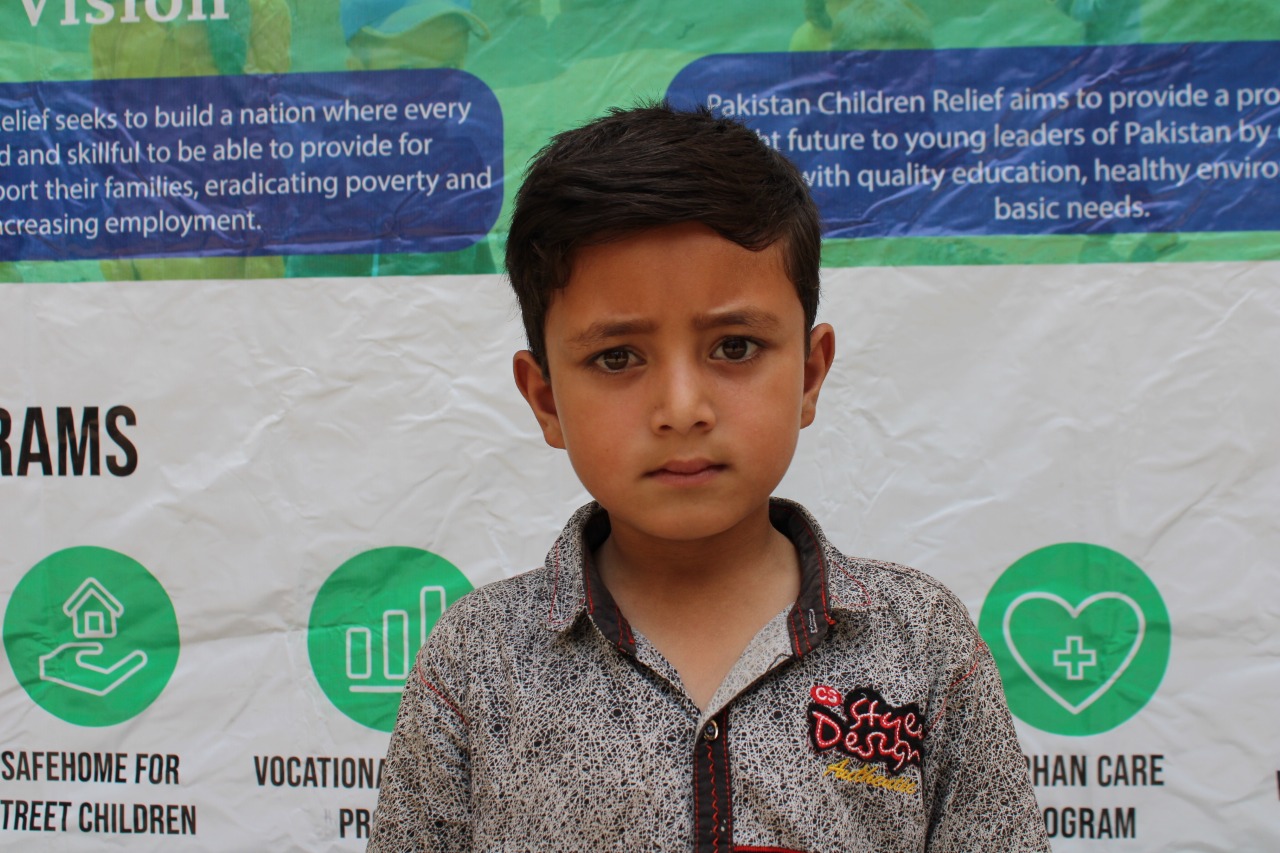 Vision
elief seeks to build a nation where every
d and skillful to be able to provide for
port their families, eradicating poverty and
ncreasing employment.
Pakistan Children Relief aims to provide a pro
ht future to young leaders of Pakistan by
with quality education, healthy enviro
basic needs.
RAMS
SAFEHOME FOR
TREET CHILDREN
VOCATIONA
PR
PHAN CARE
OGRAM
CS
Style
Design
Authentic